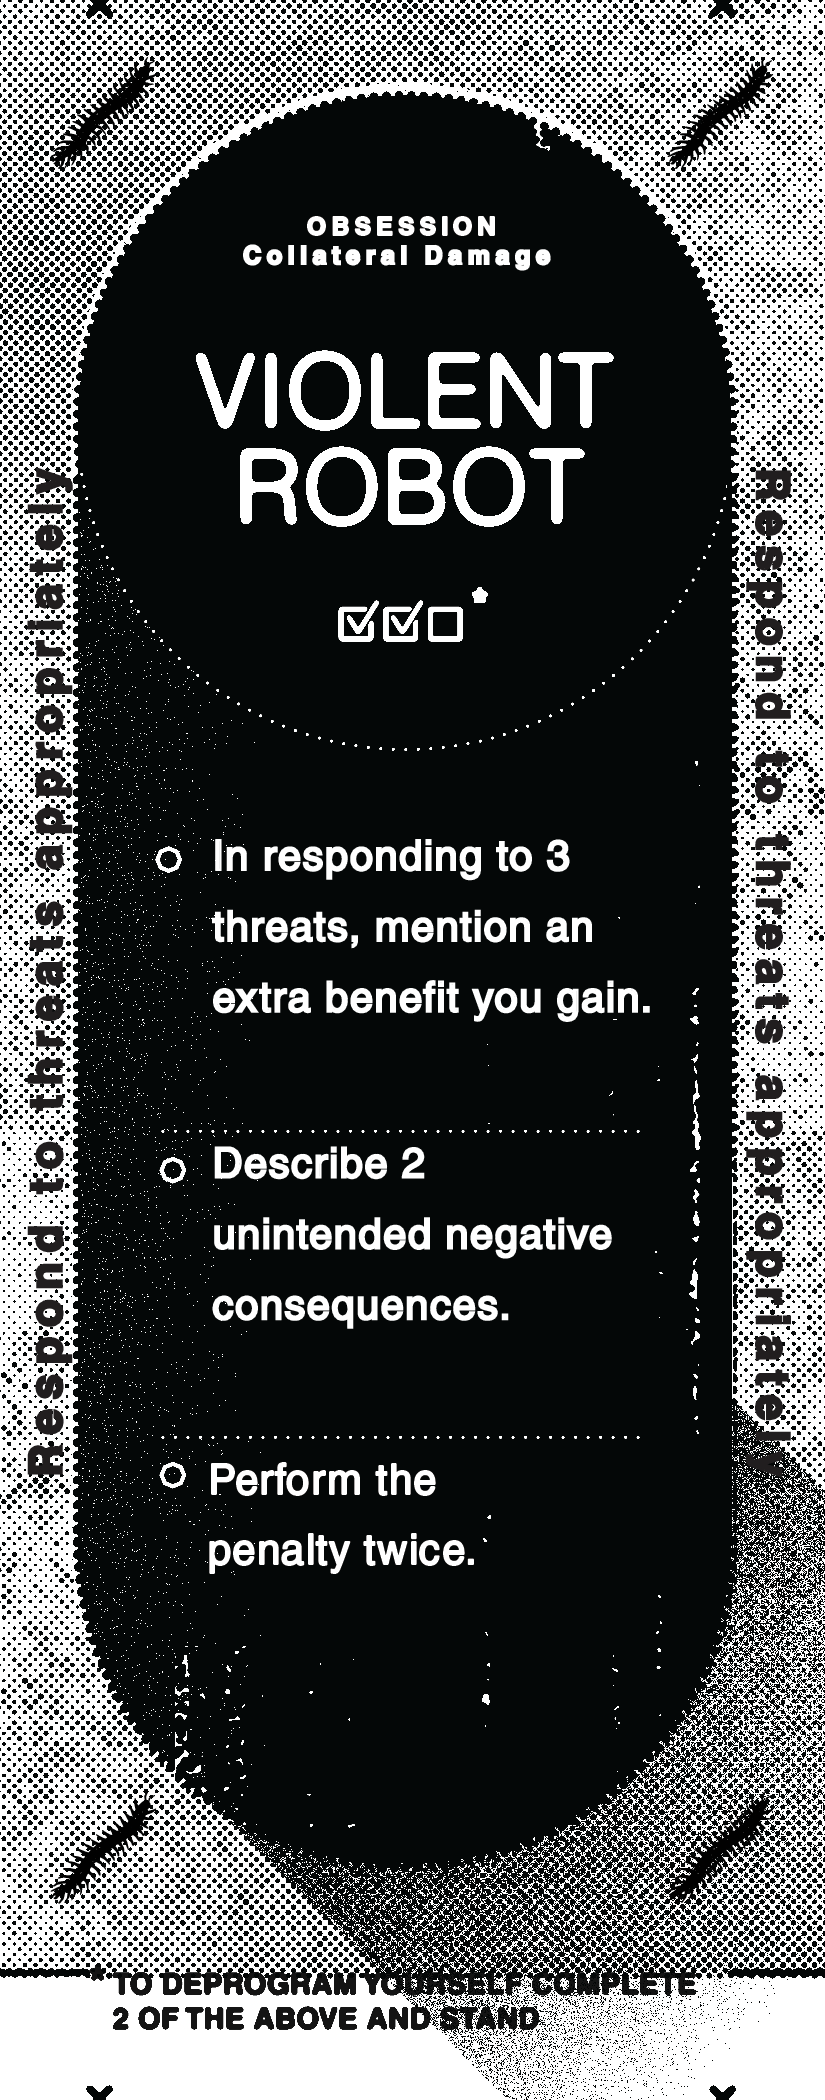 OBSESSION
Collateral Damage
VIOLENT
ROBOT
In responding to 3
threats, mention an
extra benefit you gain.
Describe 2
unintended negative
consequences.
Perform the
penalty twice.
Respond to threats appropriately
Respond to threats appropriately
*TO DEPROGRAM YOURSELF COMPLETE
2 OF THE ABOVE AND STAND